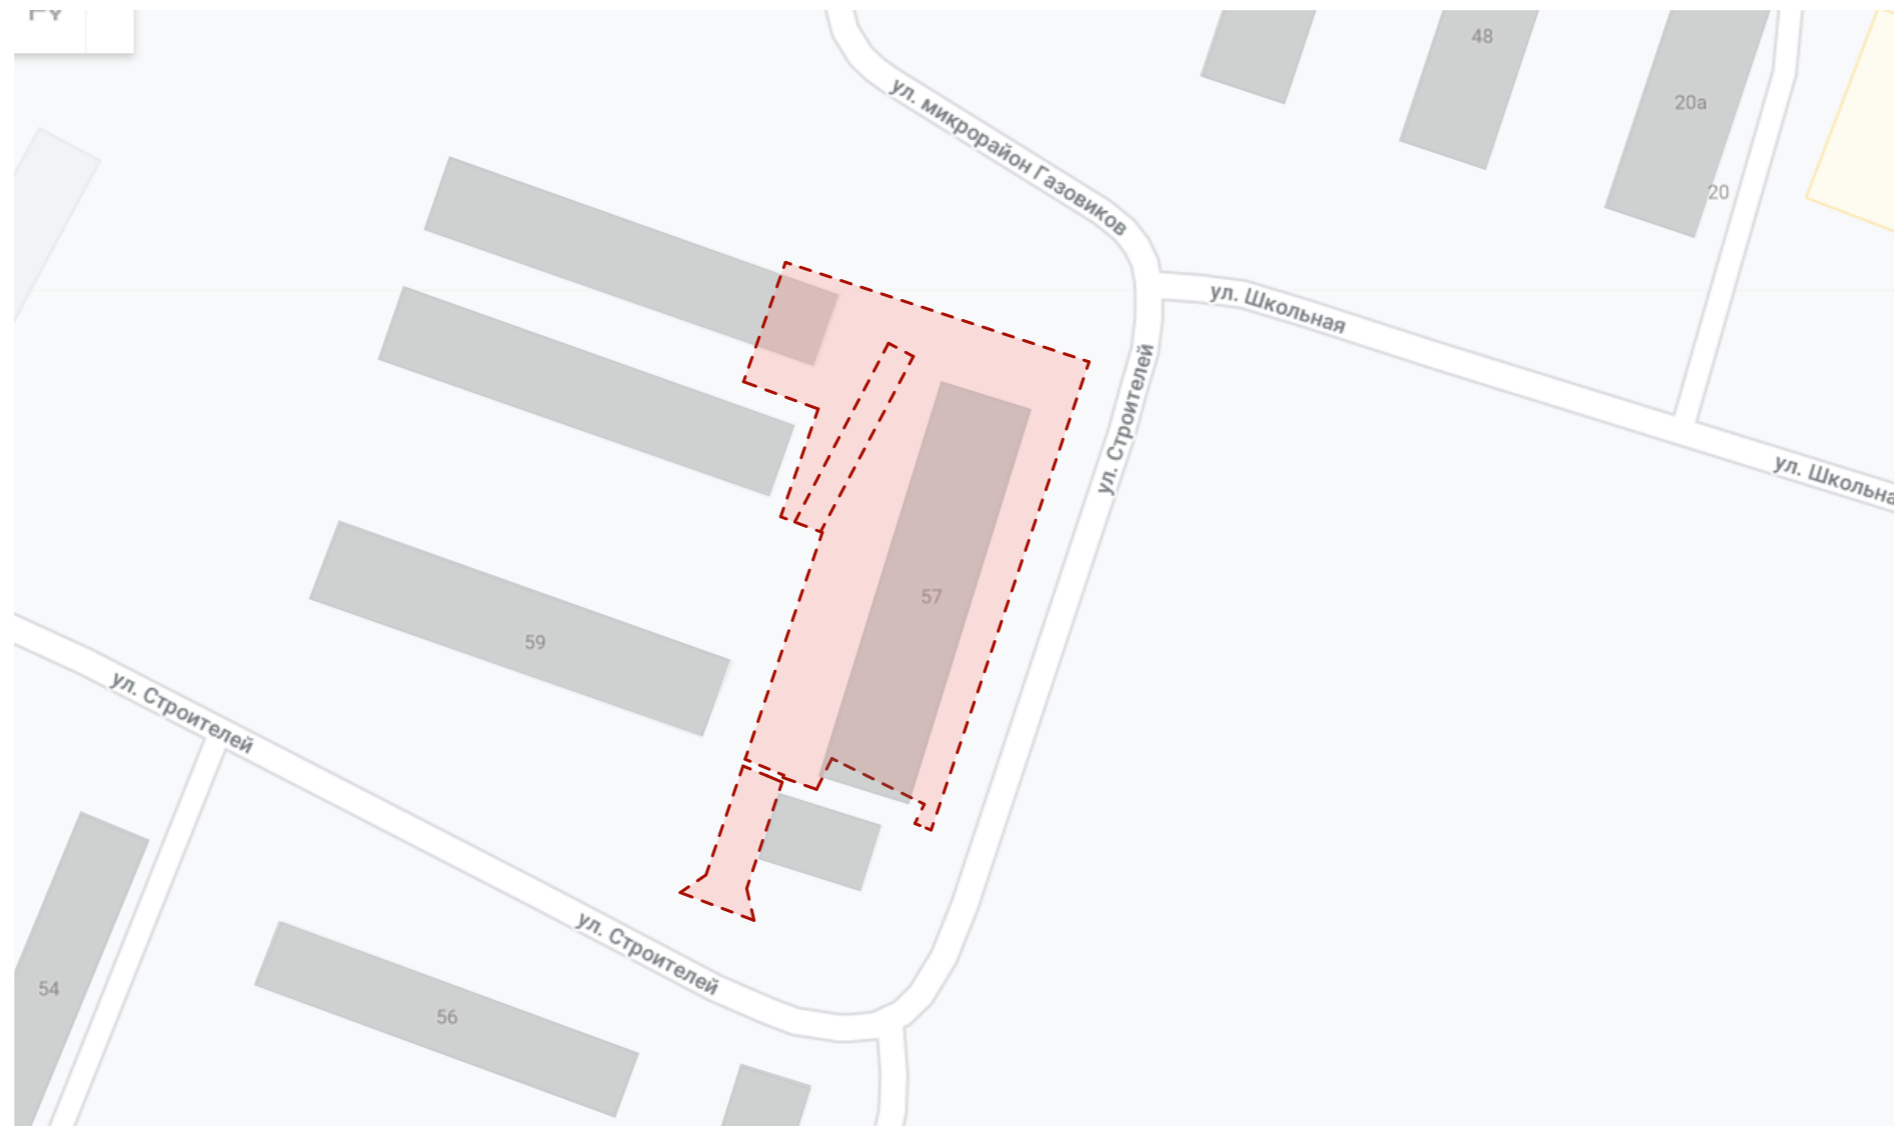 48
20а
ул. микрорайон Газовиков
20
ул. Школьная
ул. Строителей
ул. Школьна
57
59
ул. Строителей
ул. Строителей
54
56